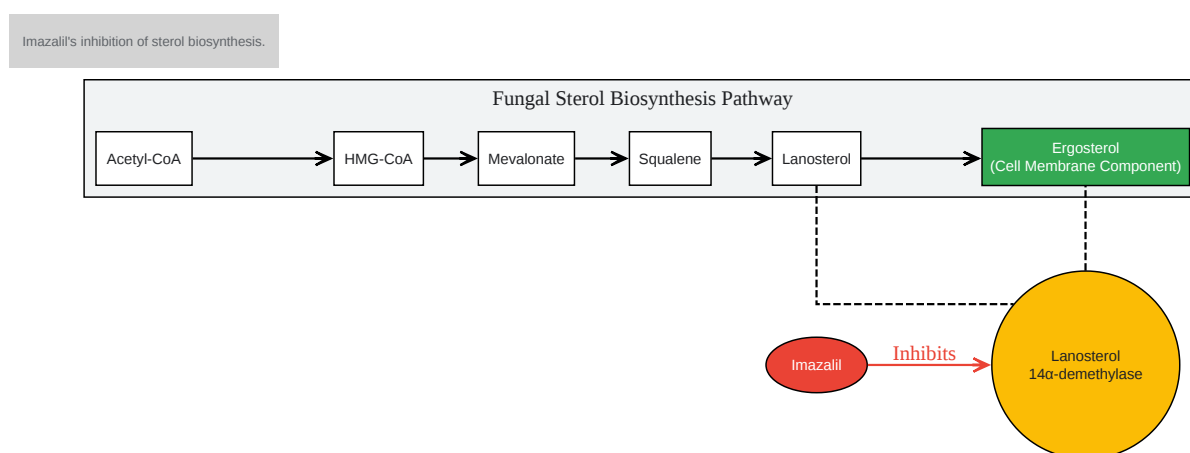 Imazalil's inhibition of sterol biosynthesis.
Fungal Sterol Biosynthesis Pathway
Acetyl-CoA
HMG-CoA
Mevalonate
Squalene
Lanosterol
Ergosterol
(Cell Membrane Component)
Imazalil
Inhibits
Lanosterol
14α-demethylase